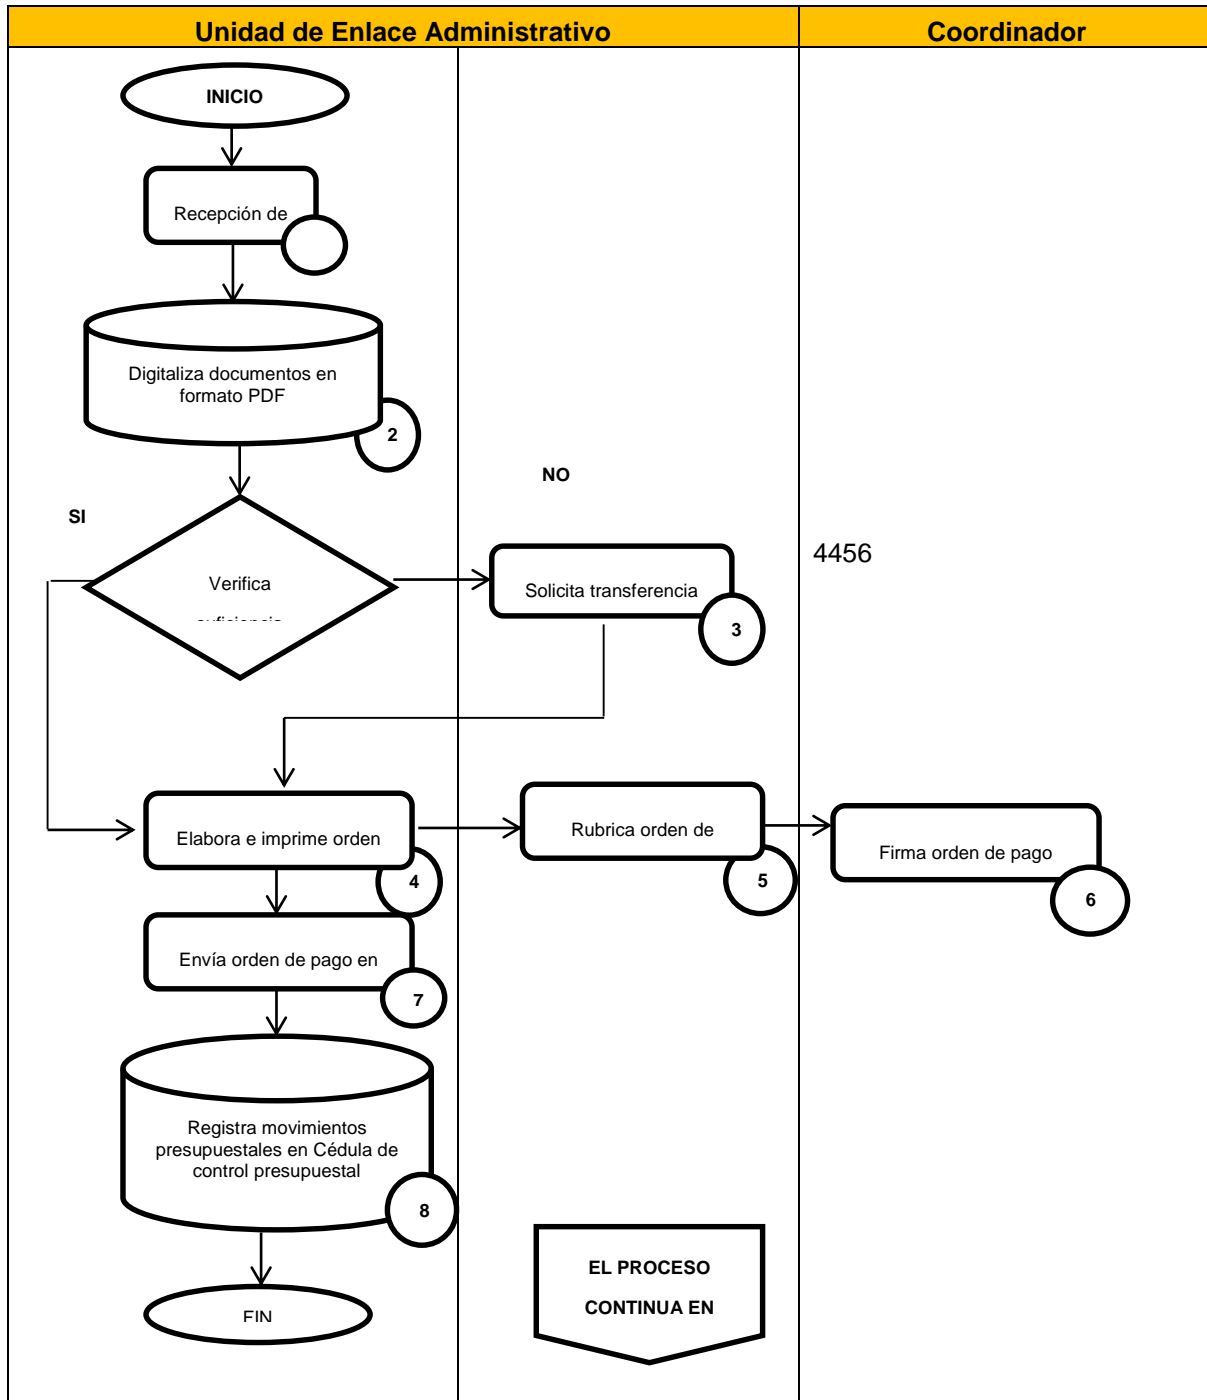 Unidad de Enlace Administrativo
Coordinador
INICIO
Recepción de
Digitaliza documentos en
formato PDF
2
NO
SI
4456
Verifica
Solicita transferencia
3
Elabora e imprime orden
4
Rubrica orden de
5
Firma orden de pago
6
Envía orden de pago en
7
Registra movimientos
presupuestales en Cédula de
control presupuestal
8
EL PROCESO
CONTINUA EN
FIN